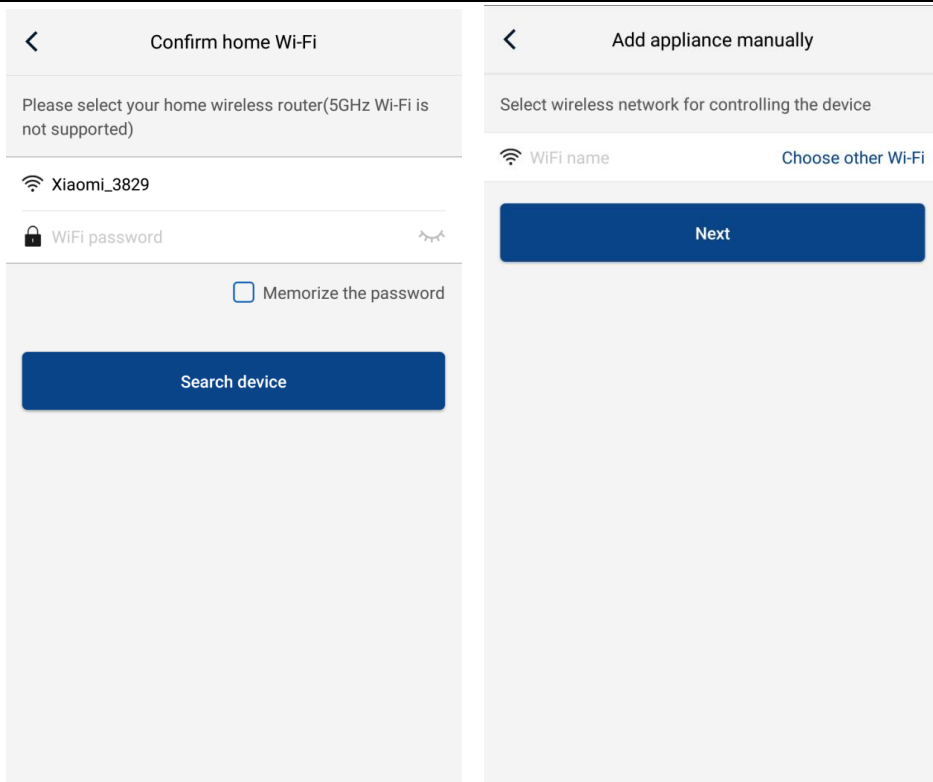 Confirm home Wi-Fi
Please select your home wireless router(5GHz Wi-Fi is
not supported)
Xiaomi_3829
WiFi password
Memorize the password
Search device
Add appliance manually
Select wireless network for controlling the device
WiFi name
Choose other Wi-Fi
Next